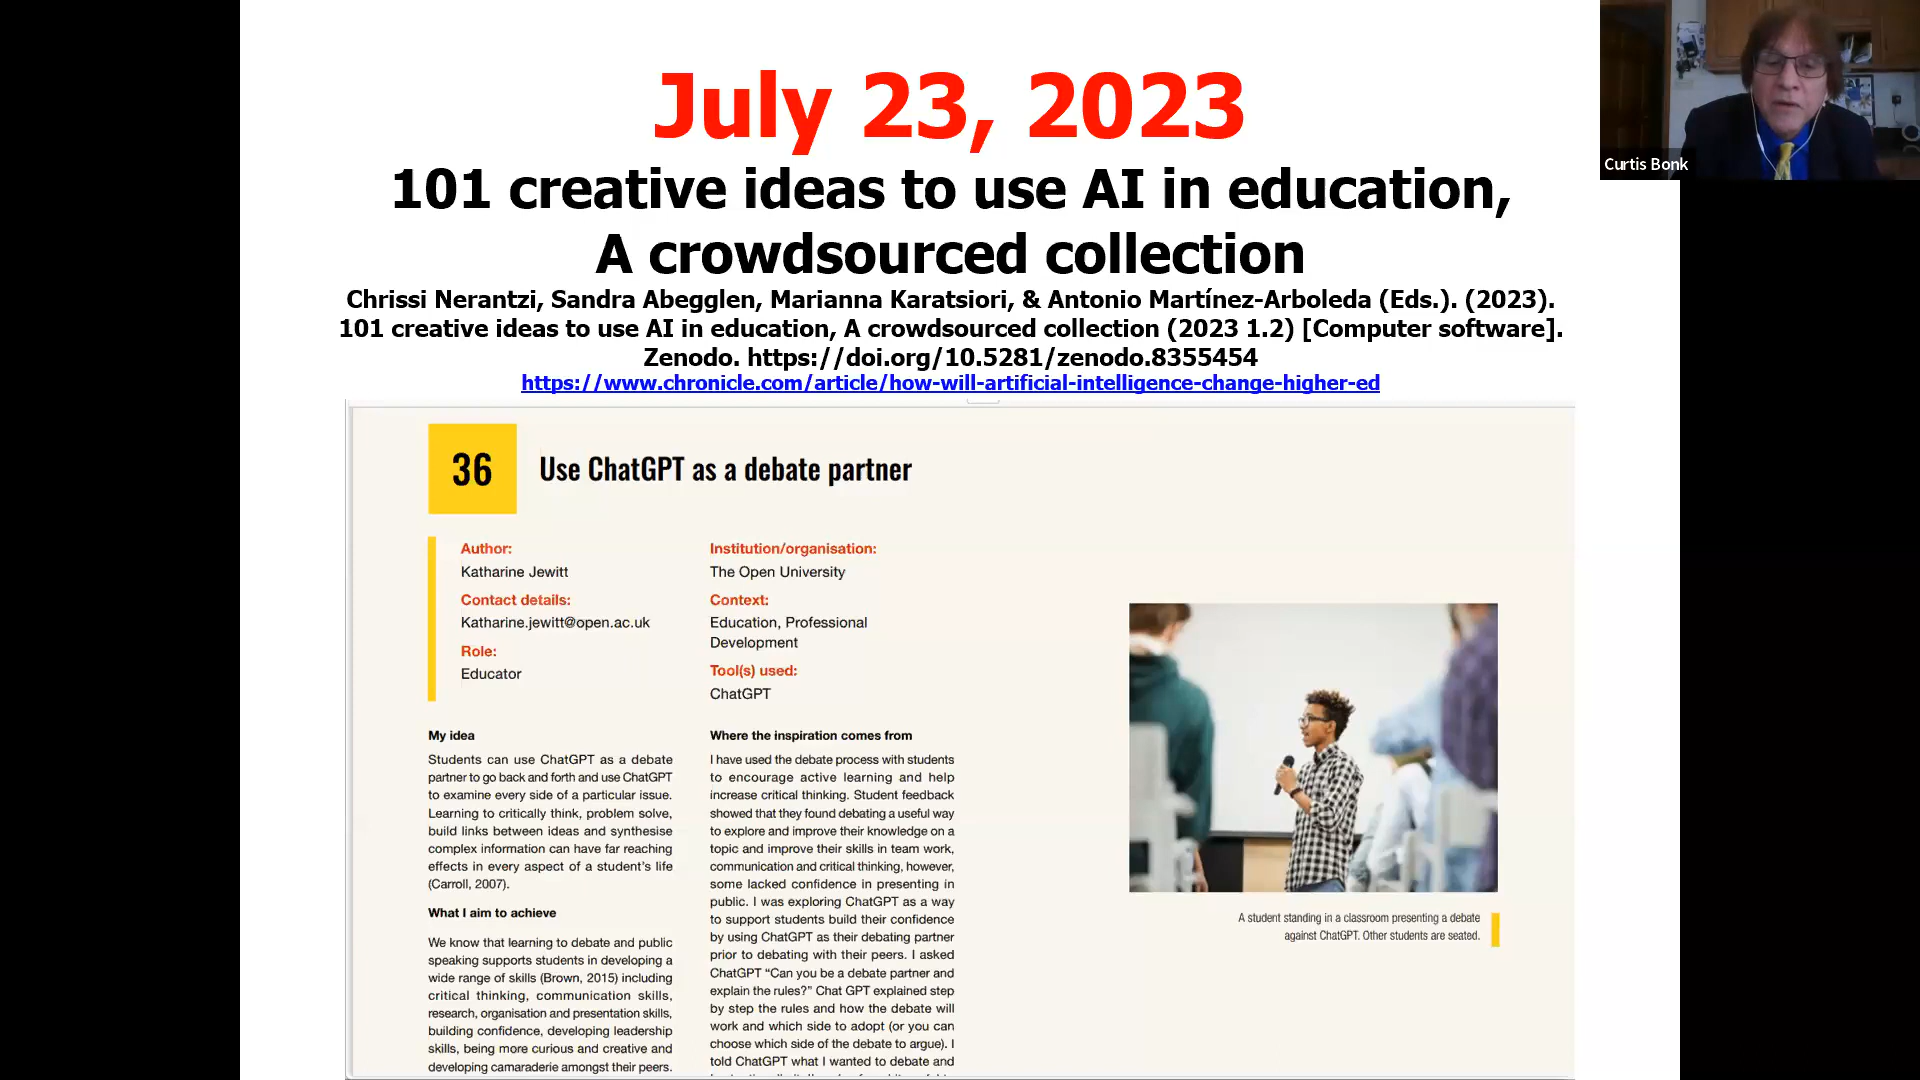 July 23, 2023
101 creative ideas to use AI in education,
A crowdsourced collection
Chrissi Nerantzi, Sandra Abegglen, Marianna Karatsiori, & Antonio Martínez-Arboleda (Eds.). (2023).
101 creative ideas to use AI in education, A crowdsourced collection (2023 1.2) [Computer software].
Zenodo. https://doi.org/10.5281/zenodo.8355454
https://www.chronicle.com/article/how-will-artificial-intelligence-change-higher-ed
Curtis Bonk
36
Use ChatGPT as a debate partner
Author:
Katharine Jewitt
Contact details:
Katharine.jewitt@open.ac.uk
Role:
Educator
Institution/organisation:
The Open University
Context:
Education, Professional
Development
Tool(s) used:
ChatGPT
My idea
Students can use ChatGPT as a debate
partner to go back and forth and use ChatGPT
to examine every side of a particular issue.
Learning to critically think, problem solve,
build links between ideas and synthesise
complex information can have far reaching
effects in every aspect of a student's life
(Carroll, 2007).
What I aim to achieve
We know that learning to debate and public
speaking supports students in developing a
wide range of skills (Brown, 2015) including
critical thinking, communication skills,
research, organisation and presentation skills,
building confidence, developing leadership
skills, being more curious and creative and
developing camaraderie amongst their peers.
Where the inspiration comes from
I have used the debate process with students
to encourage active learning and help
increase critical thinking. Student feedback
showed that they found debating a useful way
to explore and improve their knowledge on a
topic and improve their skills in team work,
communication and critical thinking, however,
some lacked confidence in presenting in
public. I was exploring ChatGPT as a way
to support students build their confidence
by using ChatGPT as their debating partner
prior to debating with their peers. I asked
ChatGPT “Can you be a debate partner and
explain the rules?” Chat GPT explained step
by step the rules and how the debate will
work and which side to adopt (or you can
choose which side of the debate to argue). I
told ChatGPT what I wanted to debate and
A student standing in a classroom presenting a debate
against ChatGPT. Other students are seated.